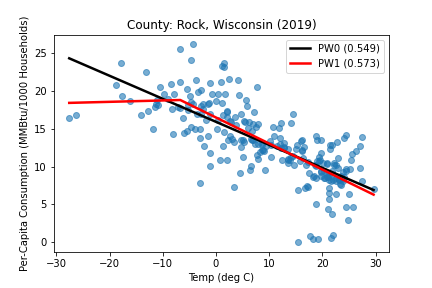 County: Rock, Wisconsin (2019)
PW0 (0.549)
PW1 (0.573)
Per-Capita Consumption (MMBtu/1000 Households)
25
20
15
10
5
0
−30 −20 −10 0 10 20 30
Temp (deg C)